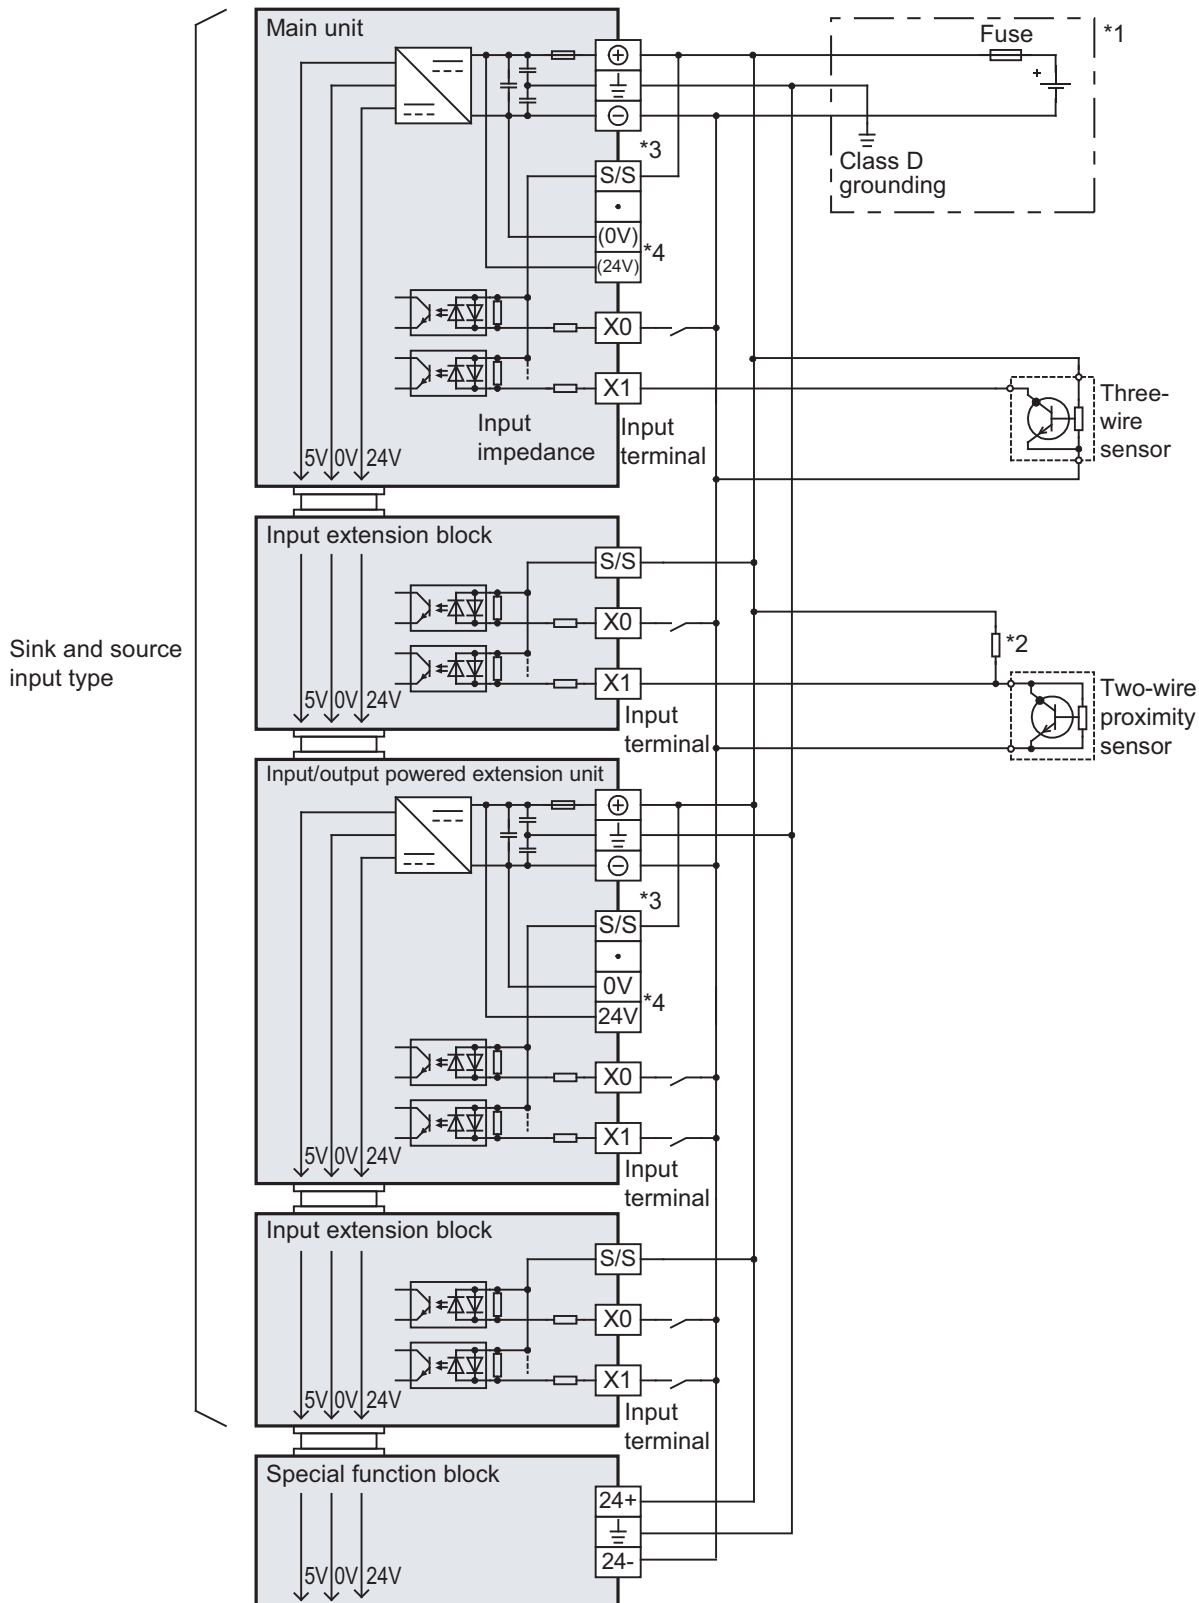 Main unit
Fuse
*1
+
Class D
grounding
*3
S/S
(0V)
*4
(24V)
X0
X1
Input
impedance
Input
terminal
5V 0V 24V
Three-
wire
sensor
Input extension block
S/S
X0
X1
5V 0V 24V
Input
terminal
*2
Two-wire
proximity
sensor
Sink and source
input type
Input/output powered extension unit
*3
S/S
0V
*4
24V
X0
X1
5V 0V 24V
Input
terminal
Input extension block
S/S
X0
X1
5V 0V 24V
Input
terminal
Special function block
24+
24-
5V 0V 24V